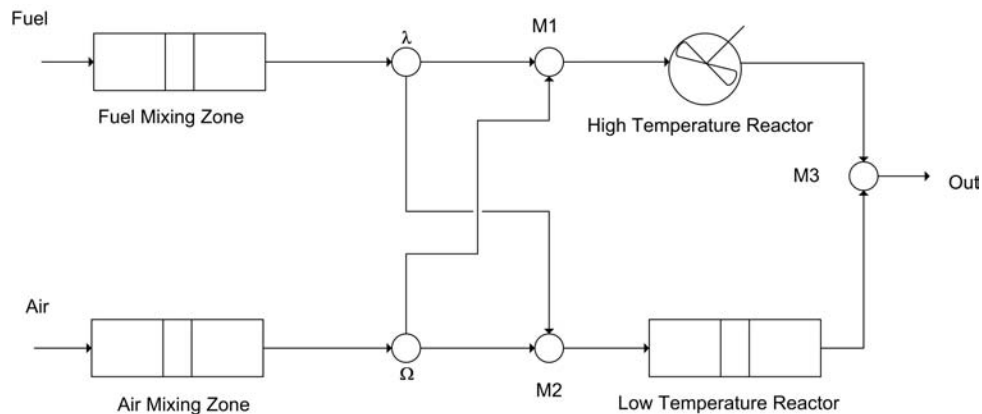 Fuel
λ
M1
Fuel Mixing Zone
High Temperature Reactor
M3
Out
Air
Ω
M2
Air Mixing Zone
Low Temperature Reactor